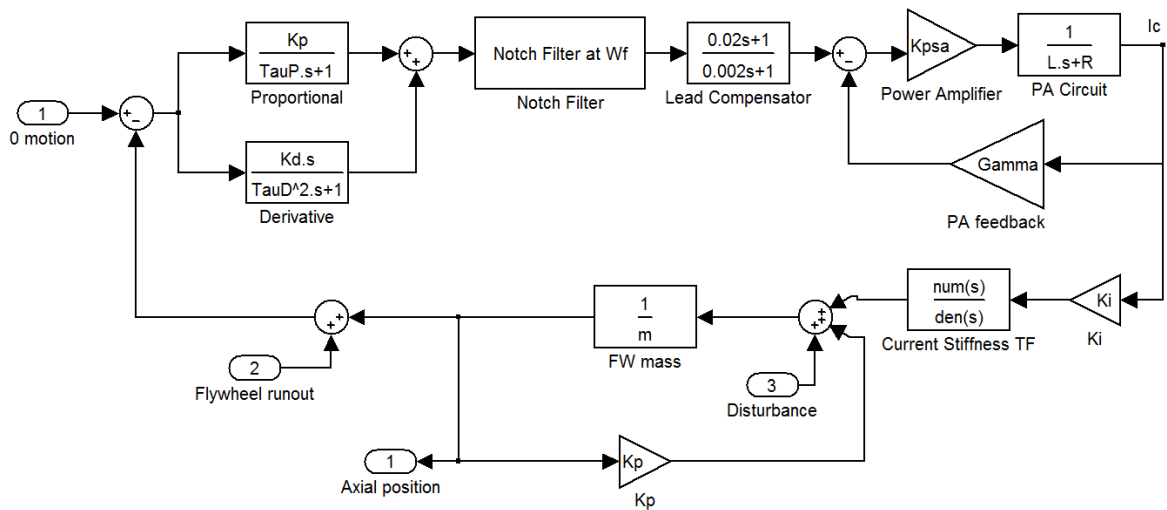 Kp
TauP.s+1
Proportional
Notch Filter at Wf
Notch Filter
0.02s+1
0.002s+1
Lead Compensator
Kpsa
Power Amplifier
1
L.s+R
PA Circuit
Ic
1
0 motion
Kd.s
TauD^2.s+1
Derivative
Gamma
PA feedback
2
Flywheel runout
1
m
FW mass
3
Disturbance
num(s)
den(s)
Current Stiffness TF
Ki
Ki
1
Axial position
Kp
Kp